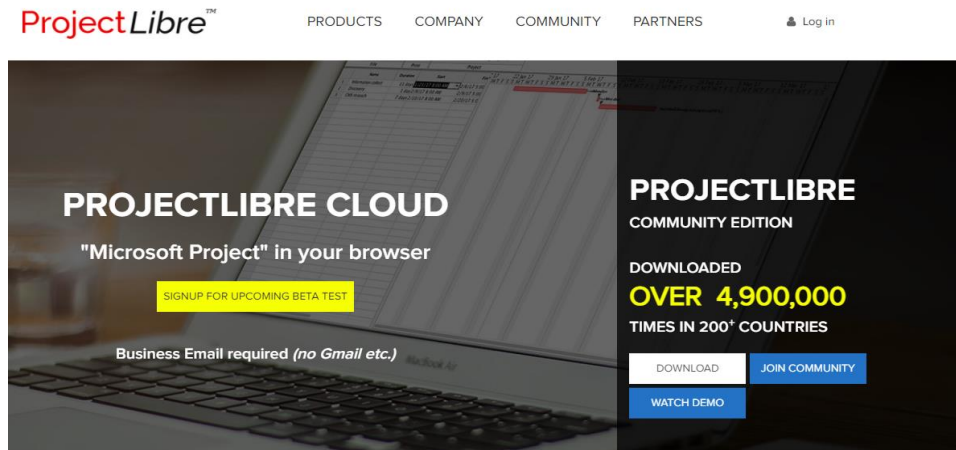 ProjectLibre™
PRODUCTS COMPANY COMMUNITY PARTNERS Log in
PROJECTLIBRE CLOUD
"Microsoft Project" in your browser
SIGNUP FOR UPCOMING BETA TEST
Business Email required (no Gmail etc.)
MacBook Air
PROJECTLIBRE
COMMUNITY EDITION
DOWNLOADED
OVER 4,900,000
TIMES IN 200+ COUNTRIES
DOWNLOAD JOIN COMMUNITY
WATCH DEMO